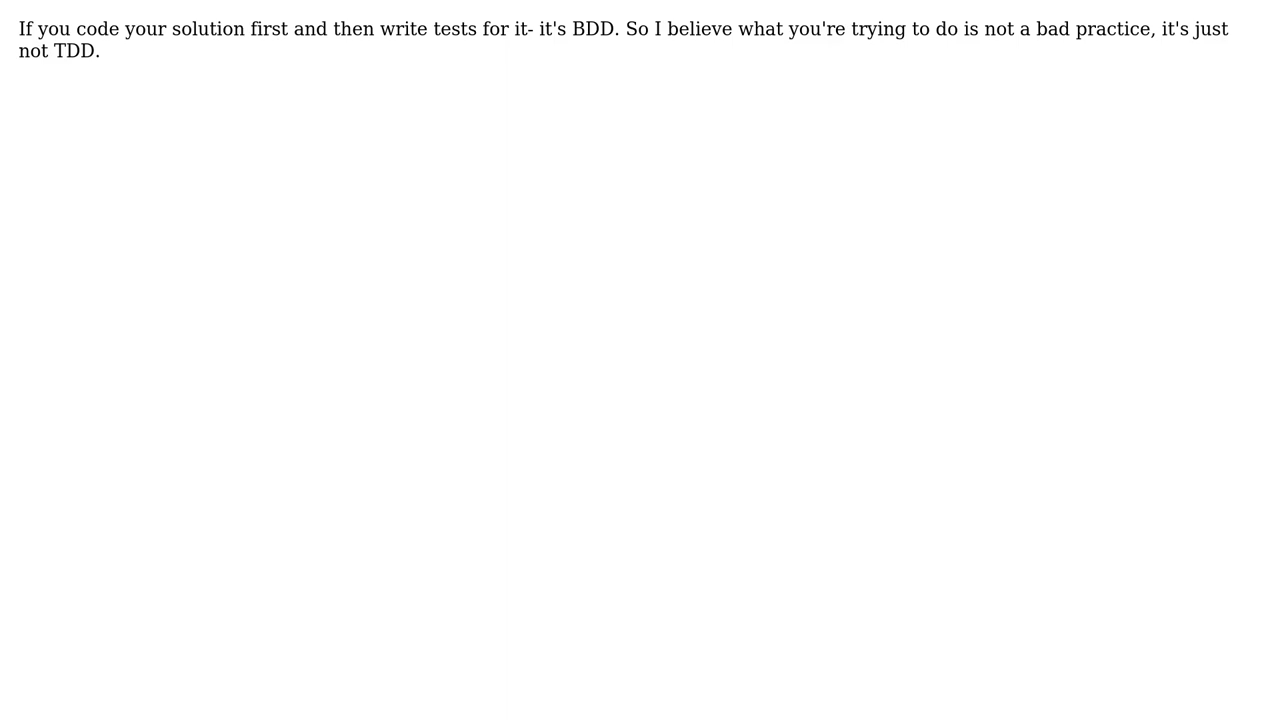 If you code your solution first and then write tests for it- it's BDD. So I believe what you're trying to do is not a bad practice, it's just
not TDD.